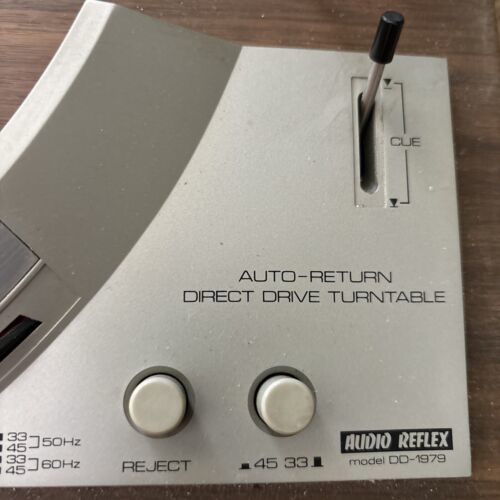 CUE
AUTO-RETURN
DIRECT DRIVE TURNTABLE
33
45
50Hz
33
45
60Hz
REJECT
45 33
AUDIO REFLEX
model DD-1979